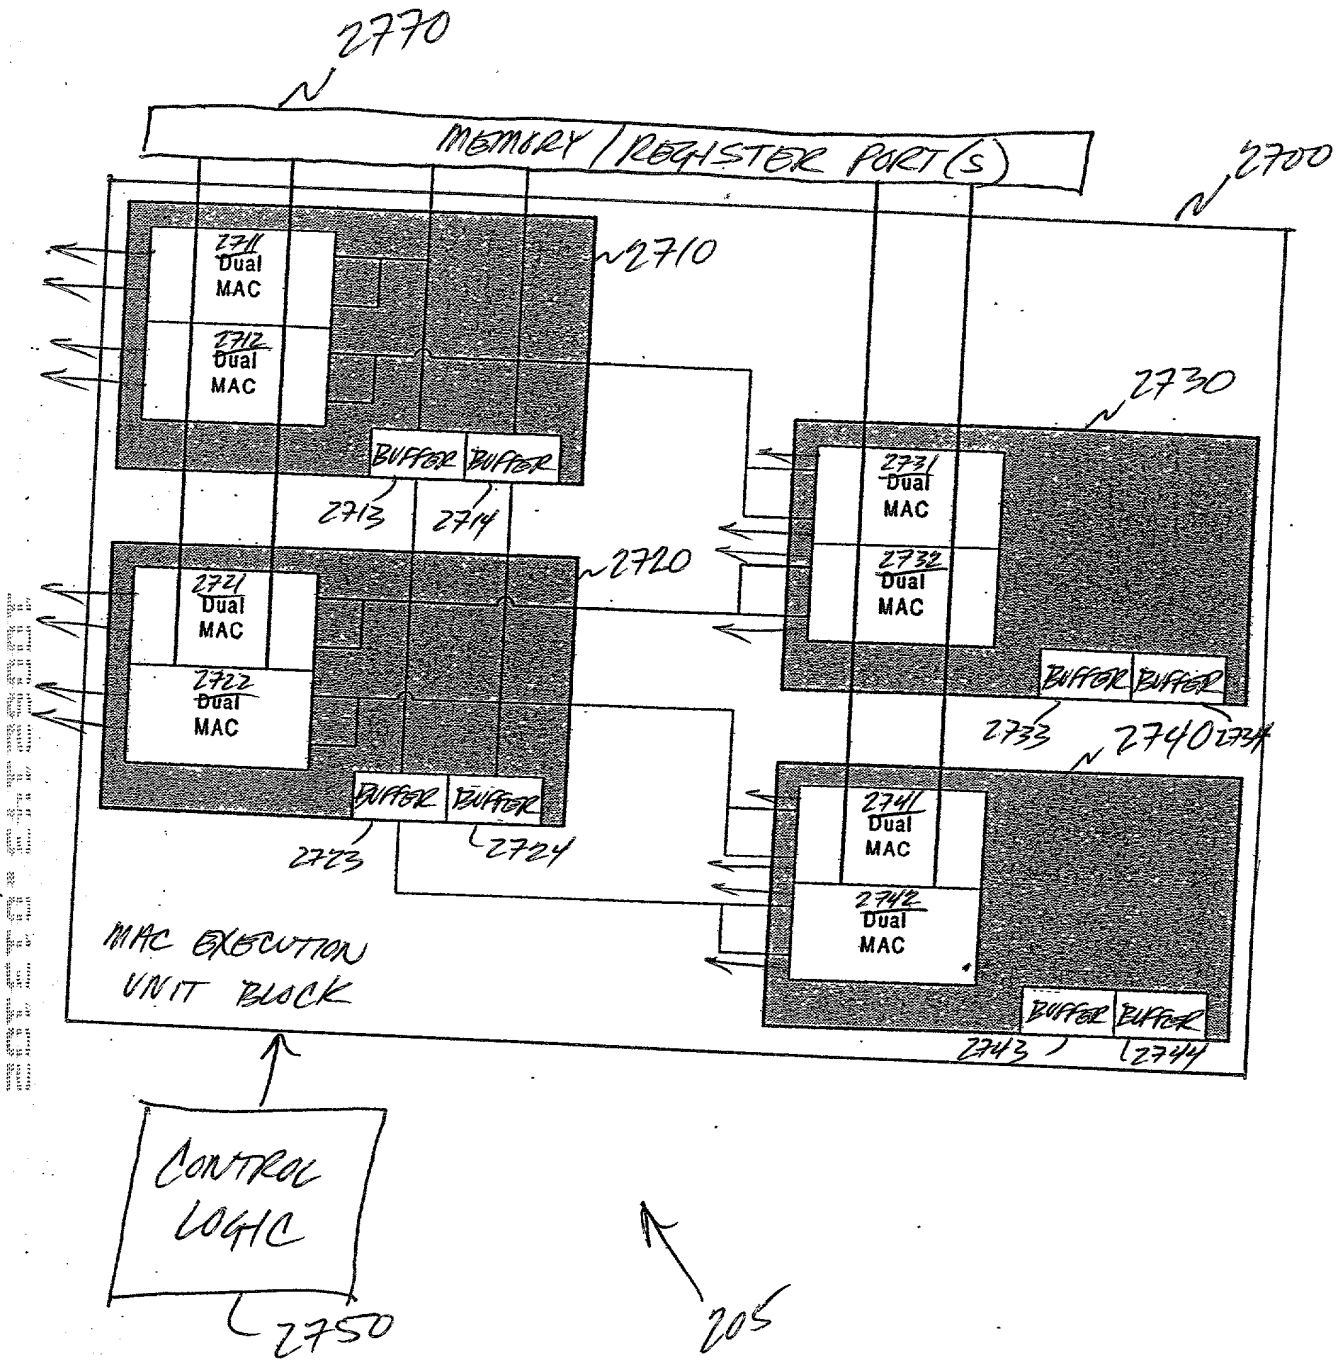 2770
MEMORY / REGISTER PORT(S)
2700
2711
Dual
MAC
2710
2712
Dual
MAC
2730
BUFFER BUFFER
2713 2714
2731
Dual
MAC
2720
2732
Dual
MAC
2721
Dual
MAC
2722
Dual
MAC
BUFFER BUFFER
2733 2740 2734
BUFFER BUFFER
2723 2724
2741
Dual
MAC
2742
Dual
MAC
MAC EXECUTION
UNIT BLOCK
BUFFER BUFFER
2743 2744
CONTROL
LOGIC
2750
205